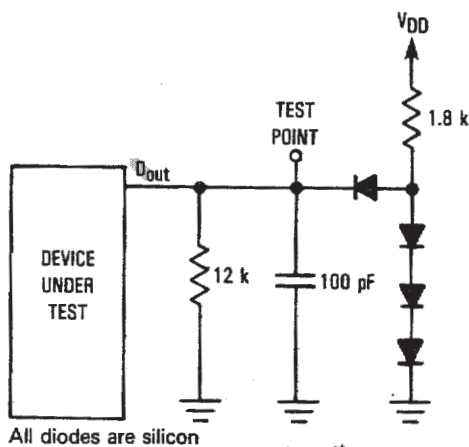 VDD
1.8 k
TEST
POINT
Dout
DEVICE
UNDER
TEST
12 k
100 pF
All diodes are silicon